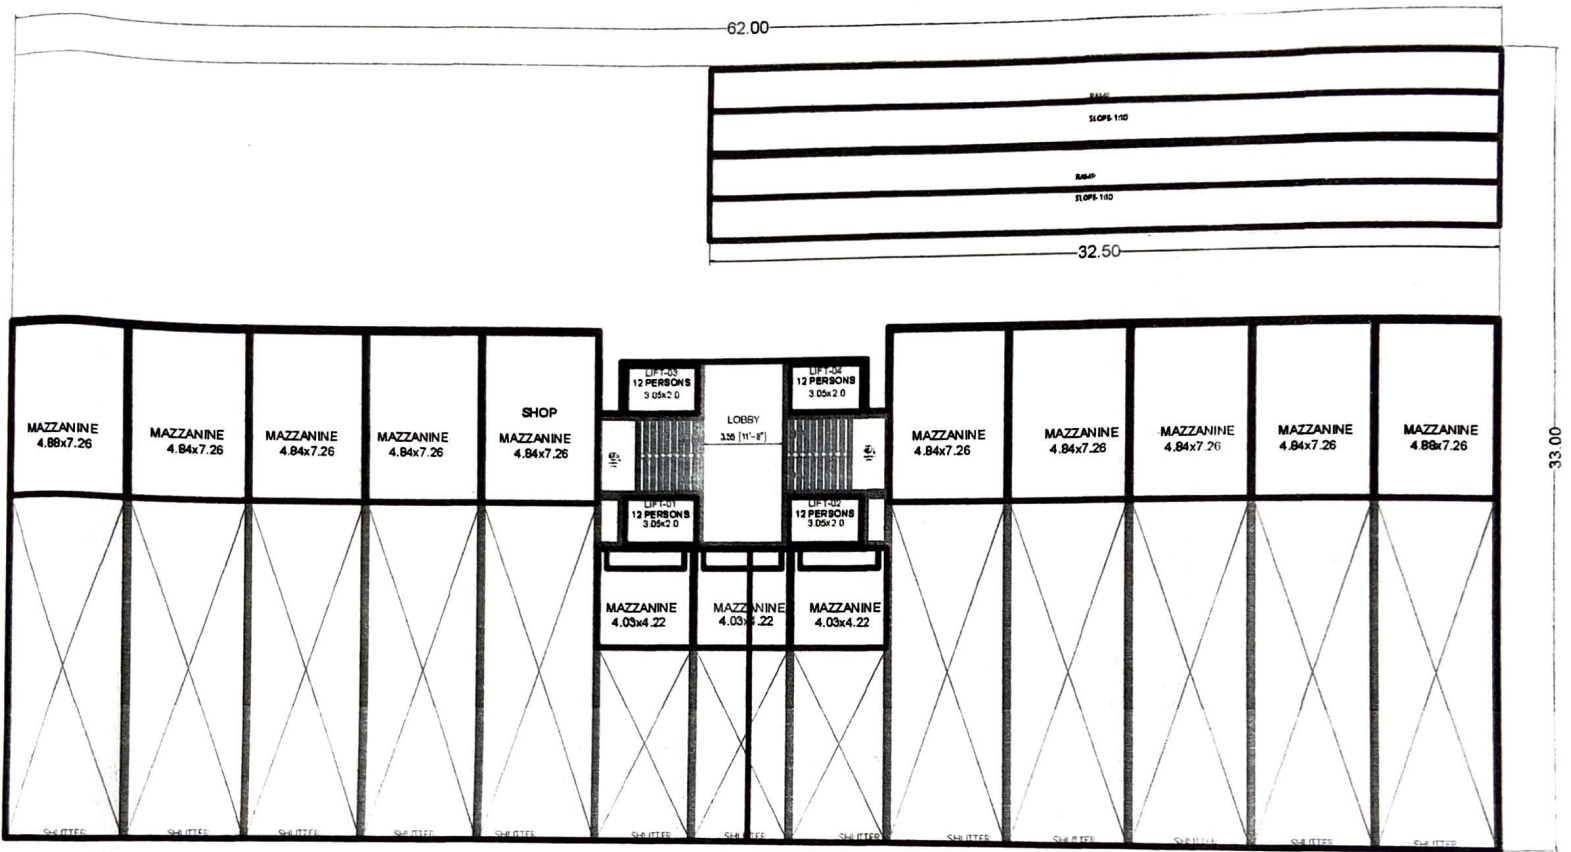 62.00
RAMP
SLOPE-1:10
RAMP
SLOPE-1:10
32.50
33.00
MAZZANINE
4.88x7.26
MAZZANINE
4.84x7.26
MAZZANINE
4.84x7.26
MAZZANINE
4.84x7.26
SHOP
MAZZANINE
4.84x7.26
LIFT-03
12 PERSONS
3.05x2.0
LOBBY
3.55 [11'-8"]
LIFT-04
12 PERSONS
3.05x2.0
LIFT-01
12 PERSONS
3.05x2.0
LIFT-02
12 PERSONS
3.05x2.0
MAZZANINE
4.84x7.26
MAZZANINE
4.84x7.26
MAZZANINE
4.84x7.26
MAZZANINE
4.84x7.26
MAZZANINE
4.88x7.26
MAZZANINE
4.03x4.22
MAZZANINE
4.03x4.22
MAZZANINE
4.03x4.22
SHUTTER
SHUTTER
SHUTTER
SHUTTER
SHUTTER
SHUTTER
SHUTTER
SHUTTER
SHUTTER
SHUTTER
SHUTTER
SHUTTER
SHUTTER